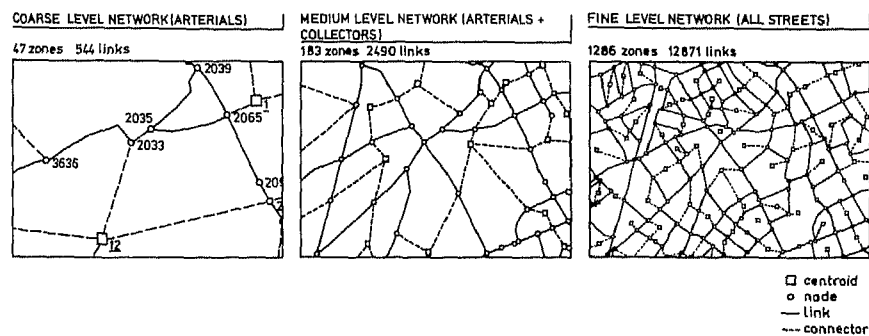 COARSE LEVEL NETWORK (ARTERIALS)
47 zones 544 links
2039
1
2035
2065
2033
3636
209
12
MEDIUM LEVEL NETWORK (ARTERIALS +
COLLECTORS)
183 zones 2490 links
FINE LEVEL NETWORK (ALL STREETS)
1286 zones 12871 links
centroid
node
link
connector